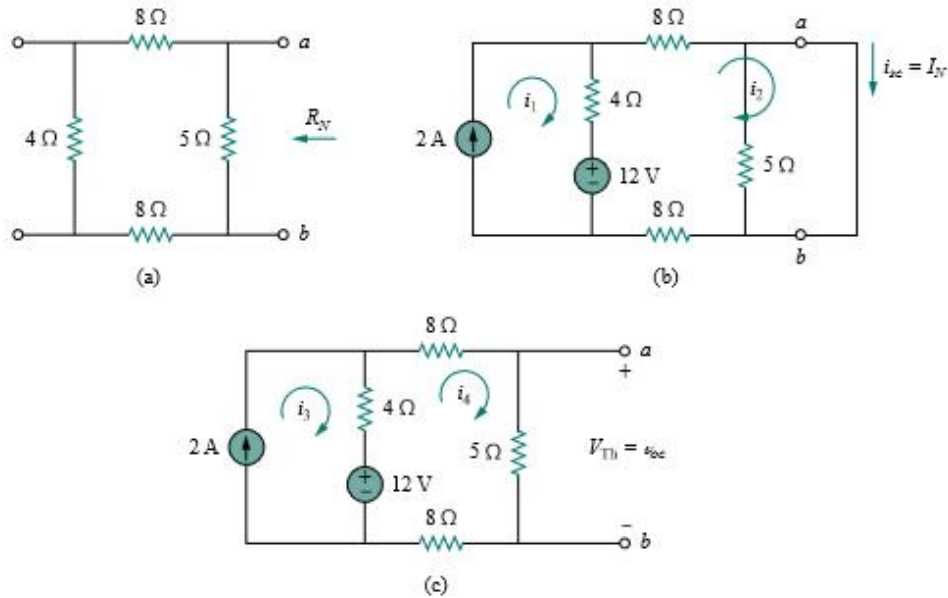 8 Ω
a
4 Ω
5 Ω
R_N
8 Ω
b
(a)
8 Ω
a
i_sc = I_N
i_1
4 Ω
i_2
2 A
5 Ω
+
−
12 V
8 Ω
b
(b)
8 Ω
a
+
i_3
4 Ω
i_4
2 A
5 Ω
V_Th = v_oc
+
−
12 V
8 Ω
−
b
(c)